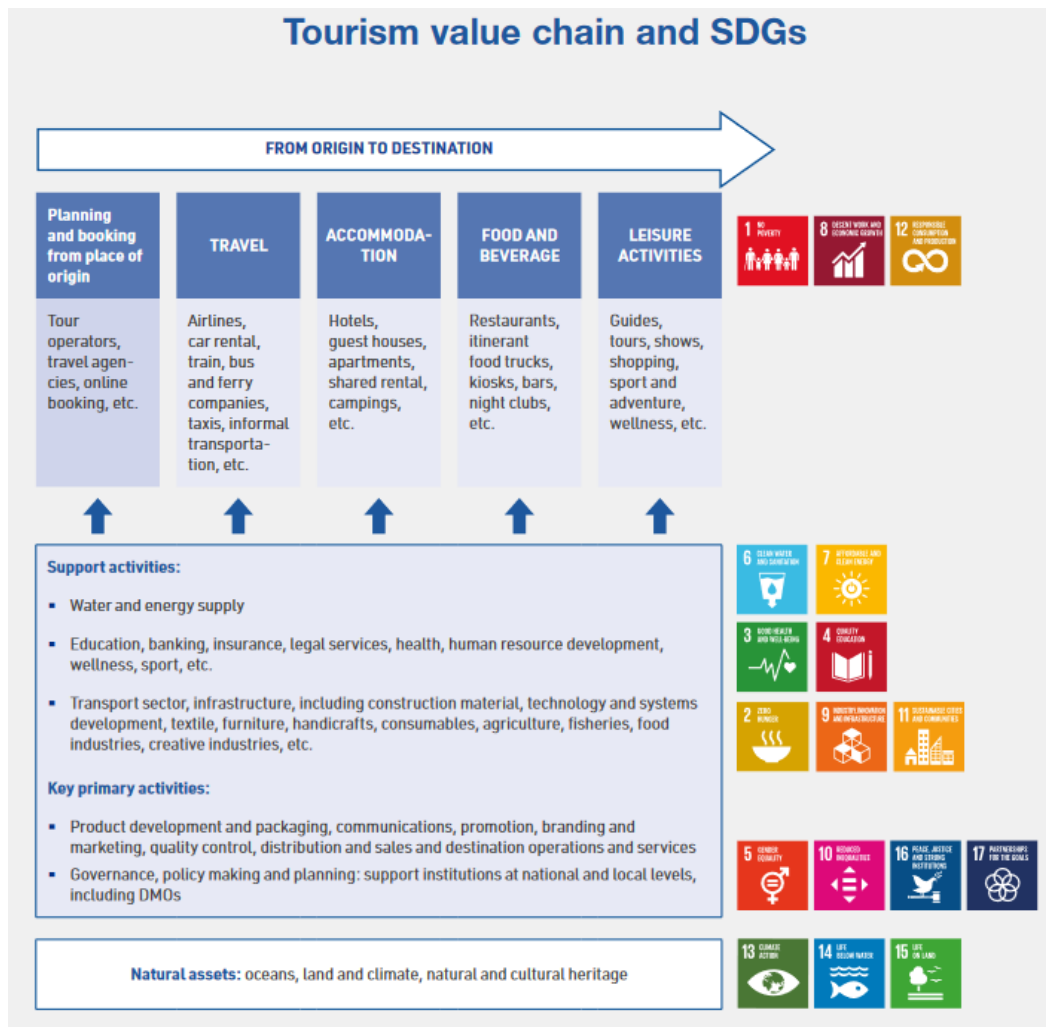 Tourism value chain and SDGs
FROM ORIGIN TO DESTINATION
Planning
and booking
from place of
origin
TRAVEL
ACCOMMODA-
TION
FOOD AND
BEVERAGE
LEISURE
ACTIVITIES
1 NO
POVERTY
8 DECENT WORK AND
ECONOMIC GROWTH
12 RESPONSIBLE
CONSUMPTION
AND PRODUCTION
Tour
operators,
travel agen-
cies, online
booking, etc.
Airlines,
car rental,
train, bus
and ferry
companies,
taxis, informal
transporta-
tion, etc.
Hotels,
guest houses,
apartments,
shared rental,
campings,
etc.
Restaurants,
itinerant
food trucks,
kiosks, bars,
night clubs,
etc.
Guides,
tours, shows,
shopping,
sport and
adventure,
wellness, etc.
Support activities:
▪ Water and energy supply
▪ Education, banking, insurance, legal services, health, human resource development,
wellness, sport, etc.
▪ Transport sector, infrastructure, including construction material, technology and systems
development, textile, furniture, handicrafts, consumables, agriculture, fisheries, food
industries, creative industries, etc.
Key primary activities:
▪ Product development and packaging, communications, promotion, branding and
marketing, quality control, distribution and sales and destination operations and services
▪ Governance, policy making and planning: support institutions at national and local levels,
including DMOs
6 CLEAN WATER
AND SANITATION
7 AFFORDABLE AND
CLEAN ENERGY
3 GOOD HEALTH
AND WELL-BEING
4 QUALITY
EDUCATION
2 ZERO
HUNGER
9 INDUSTRY, INNOVATION
AND INFRASTRUCTURE
11 SUSTAINABLE CITIES
AND COMMUNITIES
5 GENDER
EQUALITY
10 REDUCED
INEQUALITIES
16 PEACE, JUSTICE
AND STRONG
INSTITUTIONS
17 PARTNERSHIPS
FOR THE GOALS
Natural assets: oceans, land and climate, natural and cultural heritage
13 CLIMATE
ACTION
14 LIFE
BELOW WATER
15 LIFE
ON LAND